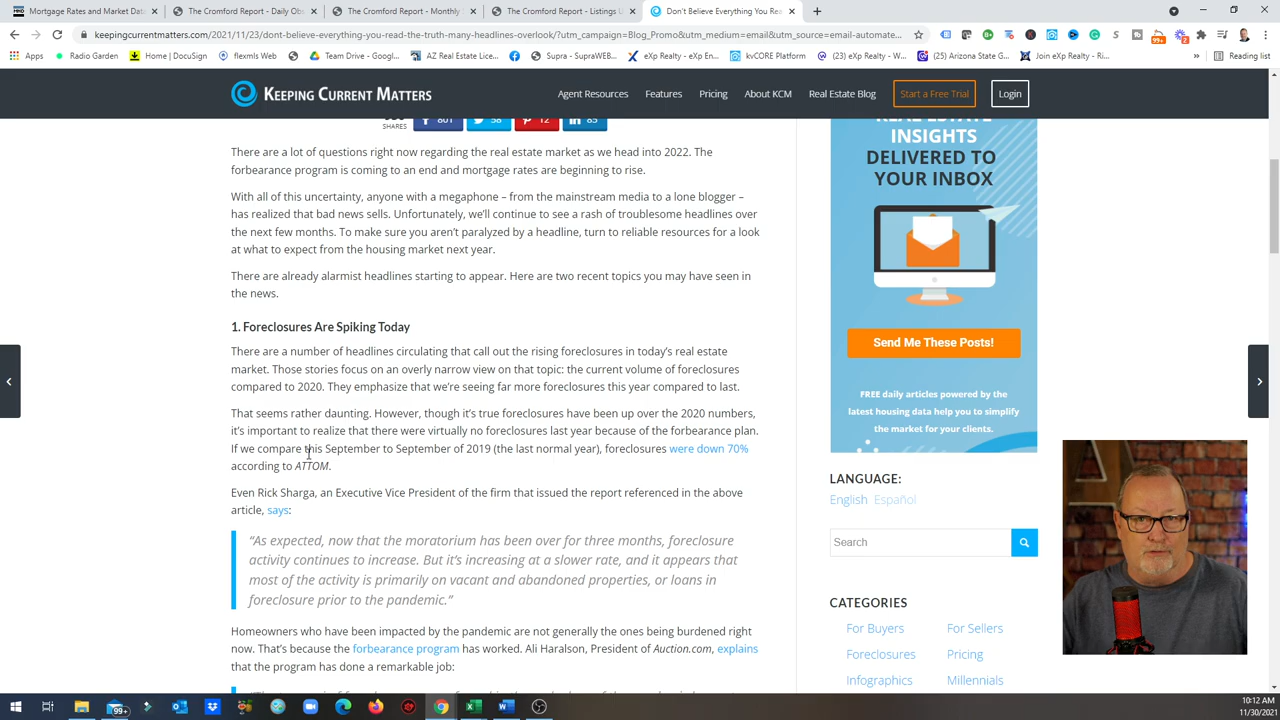 Mortgage Rates and Market Data
The Cromford Report - Daily Obs
The Cromford Report - Monthly
The Cromford Report - Listings U
Don't Believe Everything You Rea
keepingcurrentmatters.com/2021/11/23/dont-believe-everything-you-read-the-truth-many-headlines-overlook/?utm_campaign=Blog_Promo&utm_medium=email&utm_source=email-automate...
Apps
Radio Garden
Home | DocuSign
flexmls Web
Team Drive - Googl...
AZ Real Estate Lice...
Supra - SupraWEB...
eXp Realty - eXp En...
kvCORE Platform
(23) eXp Realty - W...
(25) Arizona State G...
Join eXp Realty - Ri...
»
Reading list
KEEPING CURRENT MATTERS
Agent Resources
Features
Pricing
About KCM
Real Estate Blog
Start a Free Trial
Login
SHARES
801
58
12
85
There are a lot of questions right now regarding the real estate market as we head into 2022. The
forbearance program is coming to an end and mortgage rates are beginning to rise.
With all of this uncertainty, anyone with a megaphone – from the mainstream media to a lone blogger –
has realized that bad news sells. Unfortunately, we'll continue to see a rash of troublesome headlines over
the next few months. To make sure you aren't paralyzed by a headline, turn to reliable resources for a look
at what to expect from the housing market next year.
There are already alarmist headlines starting to appear. Here are two recent topics you may have seen in
the news.
1. Foreclosures Are Spiking Today
There are a number of headlines circulating that call out the rising foreclosures in today's real estate
market. Those stories focus on an overly narrow view on that topic: the current volume of foreclosures
compared to 2020. They emphasize that we're seeing far more foreclosures this year compared to last.
That seems rather daunting. However, though it's true foreclosures have been up over the 2020 numbers,
it's important to realize that there were virtually no foreclosures last year because of the forbearance plan.
If we compare this September to September of 2019 (the last normal year), foreclosures were down 70%
according to ATTOM.
Even Rick Sharga, an Executive Vice President of the firm that issued the report referenced in the above
article, says:
"As expected, now that the moratorium has been over for three months, foreclosure
activity continues to increase. But it's increasing at a slower rate, and it appears that
most of the activity is primarily on vacant and abandoned properties, or loans in
foreclosure prior to the pandemic."
Homeowners who have been impacted by the pandemic are not generally the ones being burdened right
now. That's because the forbearance program has worked. Ali Haralson, President of Auction.com, explains
that the program has done a remarkable job:
REAL ESTATE
INSIGHTS
DELIVERED TO
YOUR INBOX
Send Me These Posts!
FREE daily articles powered by the
latest housing data help you to simplify
the market for your clients.
LANGUAGE:
English Español
Search
CATEGORIES
For Buyers
For Sellers
Foreclosures
Pricing
Infographics
Millennials
99+
10:12 AM
11/30/2021